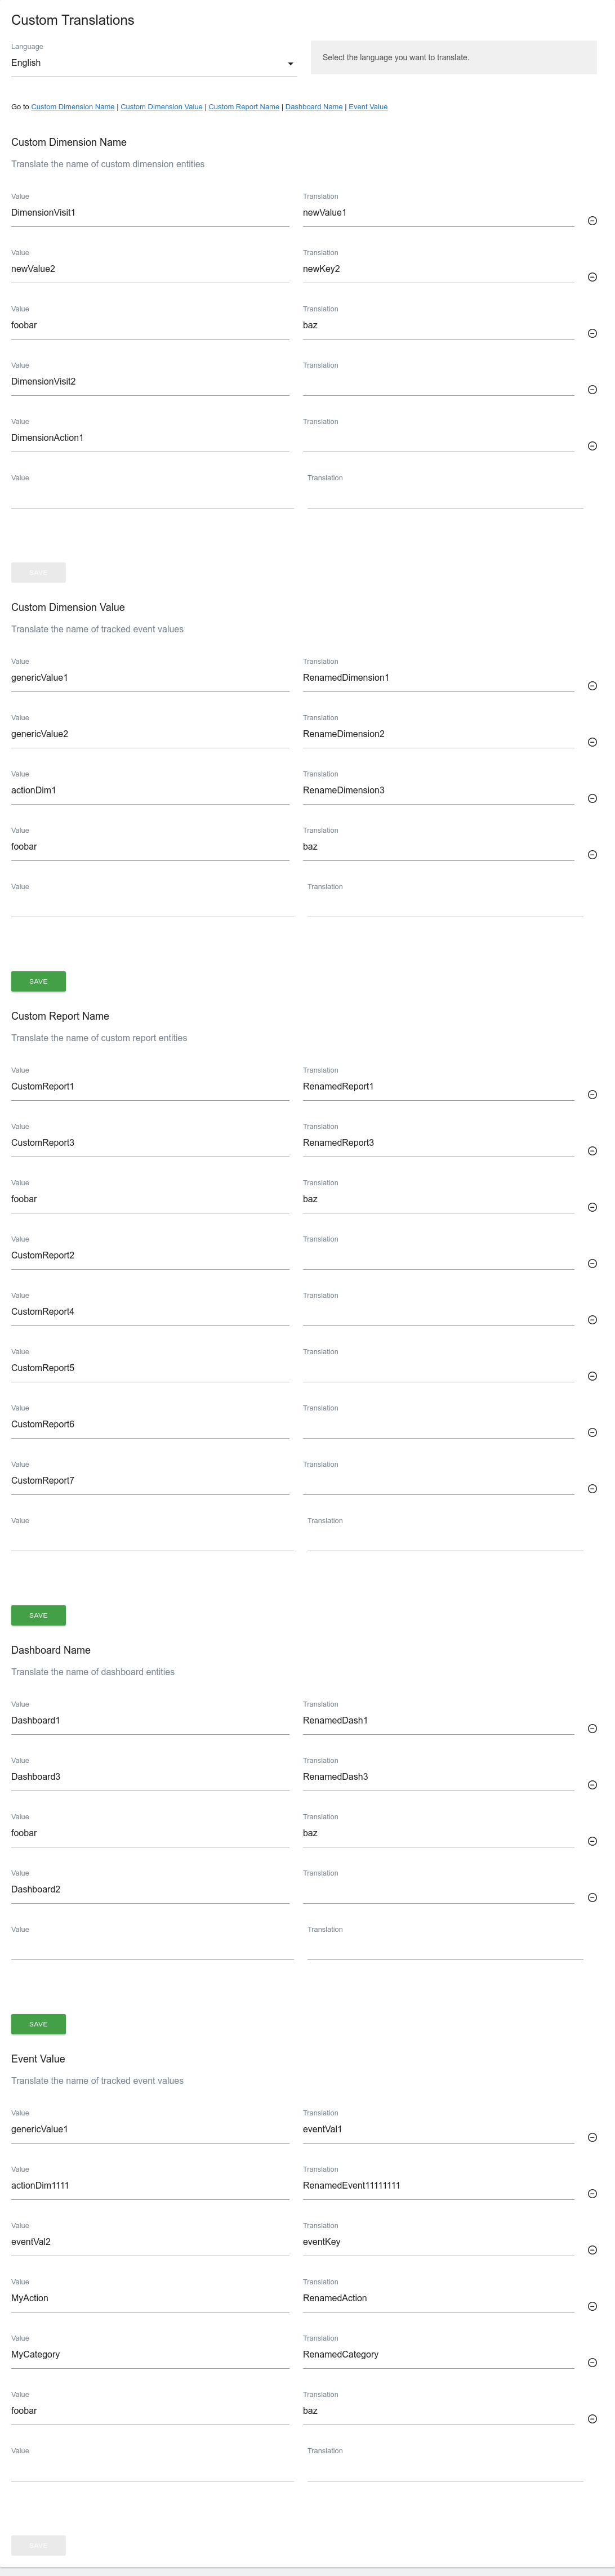 Custom Translations
Language
English
Select the language you want to translate.
Go to Custom Dimension Name | Custom Dimension Value | Custom Report Name | Dashboard Name | Event Value
Custom Dimension Name
Translate the name of custom dimension entities
Value Translation
DimensionVisit1 newValue1
Value Translation
newValue2 newKey2
Value Translation
foobar baz
Value Translation
DimensionVisit2
Value Translation
DimensionAction1
Value Translation
SAVE
Custom Dimension Value
Translate the name of tracked event values
Value Translation
genericValue1 RenamedDimension1
Value Translation
genericValue2 RenameDimension2
Value Translation
actionDim1 RenameDimension3
Value Translation
foobar baz
Value Translation
SAVE
Custom Report Name
Translate the name of custom report entities
Value Translation
CustomReport1 RenamedReport1
Value Translation
CustomReport3 RenamedReport3
Value Translation
foobar baz
Value Translation
CustomReport2
Value Translation
CustomReport4
Value Translation
CustomReport5
Value Translation
CustomReport6
Value Translation
CustomReport7
Value Translation
SAVE
Dashboard Name
Translate the name of dashboard entities
Value Translation
Dashboard1 RenamedDash1
Value Translation
Dashboard3 RenamedDash3
Value Translation
foobar baz
Value Translation
Dashboard2
Value Translation
SAVE
Event Value
Translate the name of tracked event values
Value Translation
genericValue1 eventVal1
Value Translation
actionDim1111 RenamedEvent11111111
Value Translation
eventVal2 eventKey
Value Translation
MyAction RenamedAction
Value Translation
MyCategory RenamedCategory
Value Translation
foobar baz
Value Translation
SAVE